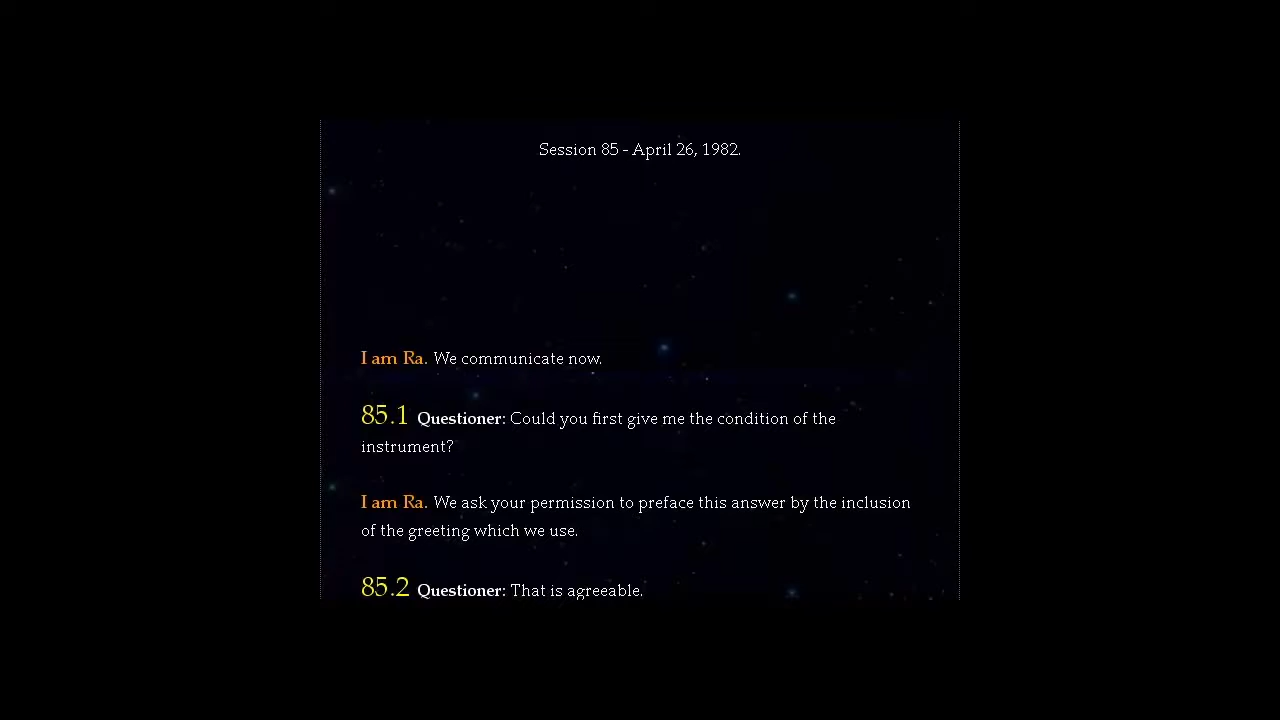 Session 85 - April 26, 1982.
I am Ra. We communicate now.
85.1 Questioner: Could you first give me the condition of the
instrument?
I am Ra. We ask your permission to preface this answer by the inclusion
of the greeting which we use.
85.2 Questioner: That is agreeable.